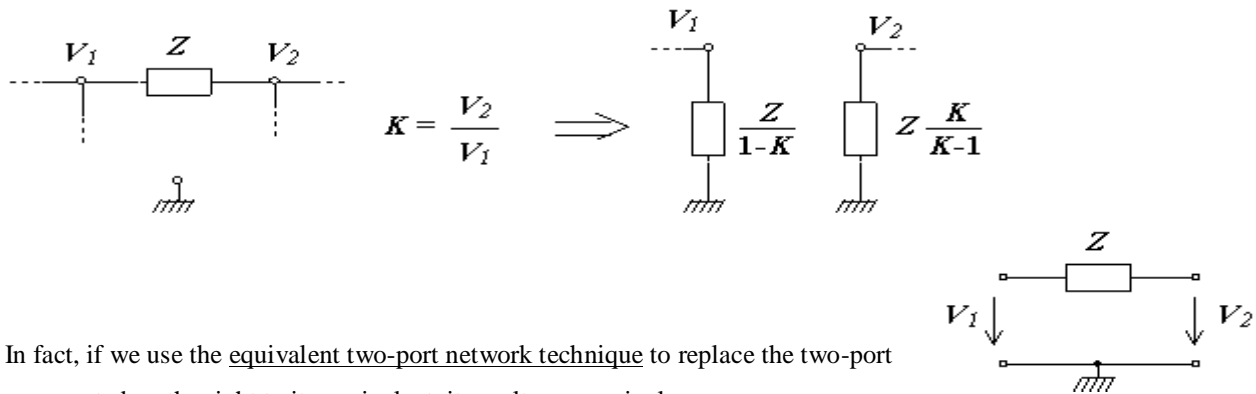 V₁ Z V₂
K = V₂ / V₁
V₁ V₂
Z / 1-K Z K / K-1
Z
V₁ V₂
In fact, if we use the equivalent two-port network technique to replace the two-port